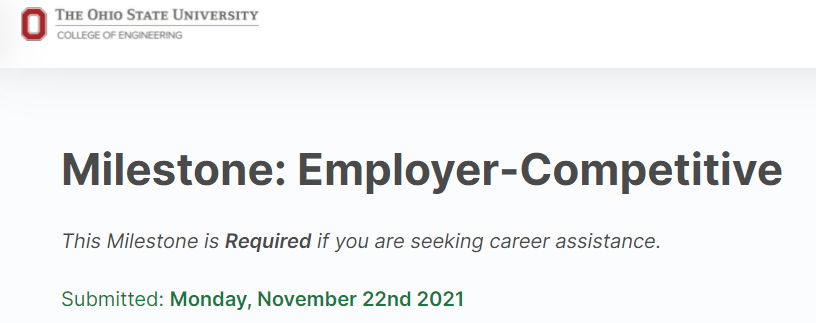 THE OHIO STATE UNIVERSITY
COLLEGE OF ENGINEERING
Milestone: Employer-Competitive
This Milestone is Required if you are seeking career assistance.
Submitted: Monday, November 22nd 2021